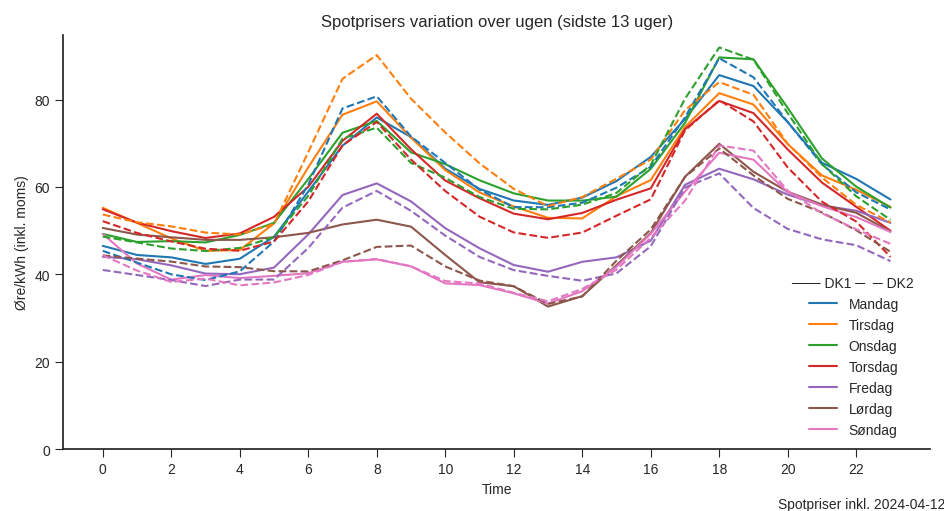 Spotprisers variation over ugen (sidste 13 uger)
Øre/kWh (inkl. moms)
80
60
40
20
0
DK1 DK2
Mandag
Tirsdag
Onsdag
Torsdag
Fredag
Lørdag
Søndag
0 2 4 6 8 10 12 14 16 18 20 22
Time
Spotpriser inkl. 2024-04-12